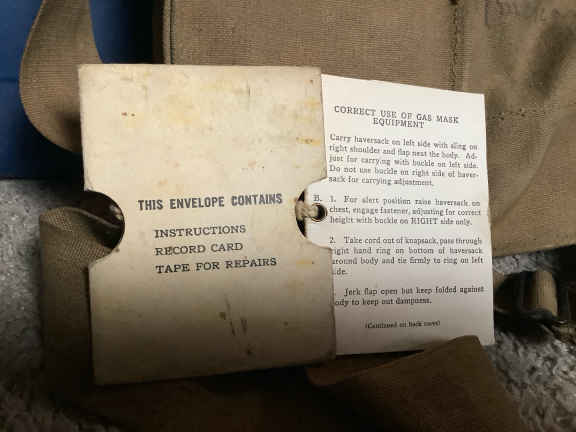 THIS ENVELOPE CONTAINS
INSTRUCTIONS
RECORD CARD
TAPE FOR REPAIRS
CORRECT USE OF GAS MASK
EQUIPMENT
Carry haversack on left side with sling on
right shoulder and flap next the body. Ad-
just for carrying with buckle on left side.
Do not use buckle on right side of haver-
sack for carrying adjustment.
B. 1. For alert position raise haversack on
chest, engage fastener, adjusting for correct
height with buckle on RIGHT side only.
2. Take cord out of knapsack, pass through
right hand ring on bottom of haversack
around body and tie firmly to ring on left
ide.
Jerk flap open but keep folded against
ody to keep out dampness.
(Continued on back cover)